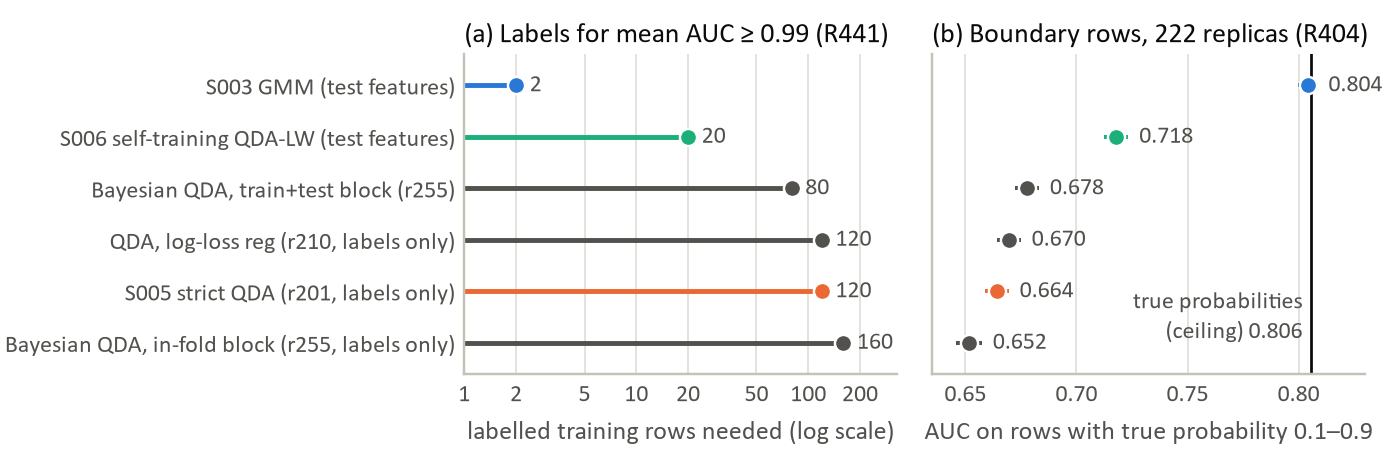 (a) Labels for mean AUC ≥ 0.99 (R441)
S003 GMM (test features)
2
S006 self-training QDA-LW (test features)
20
Bayesian QDA, train+test block (r255)
80
QDA, log-loss reg (r210, labels only)
120
S005 strict QDA (r201, labels only)
120
Bayesian QDA, in-fold block (r255, labels only)
160
1 2 5 10 20 50 100 200
labelled training rows needed (log scale)
(b) Boundary rows, 222 replicas (R404)
0.804
0.718
0.678
0.670
0.664
0.652
true probabilities
(ceiling) 0.806
0.65 0.70 0.75 0.80
AUC on rows with true probability 0.1–0.9